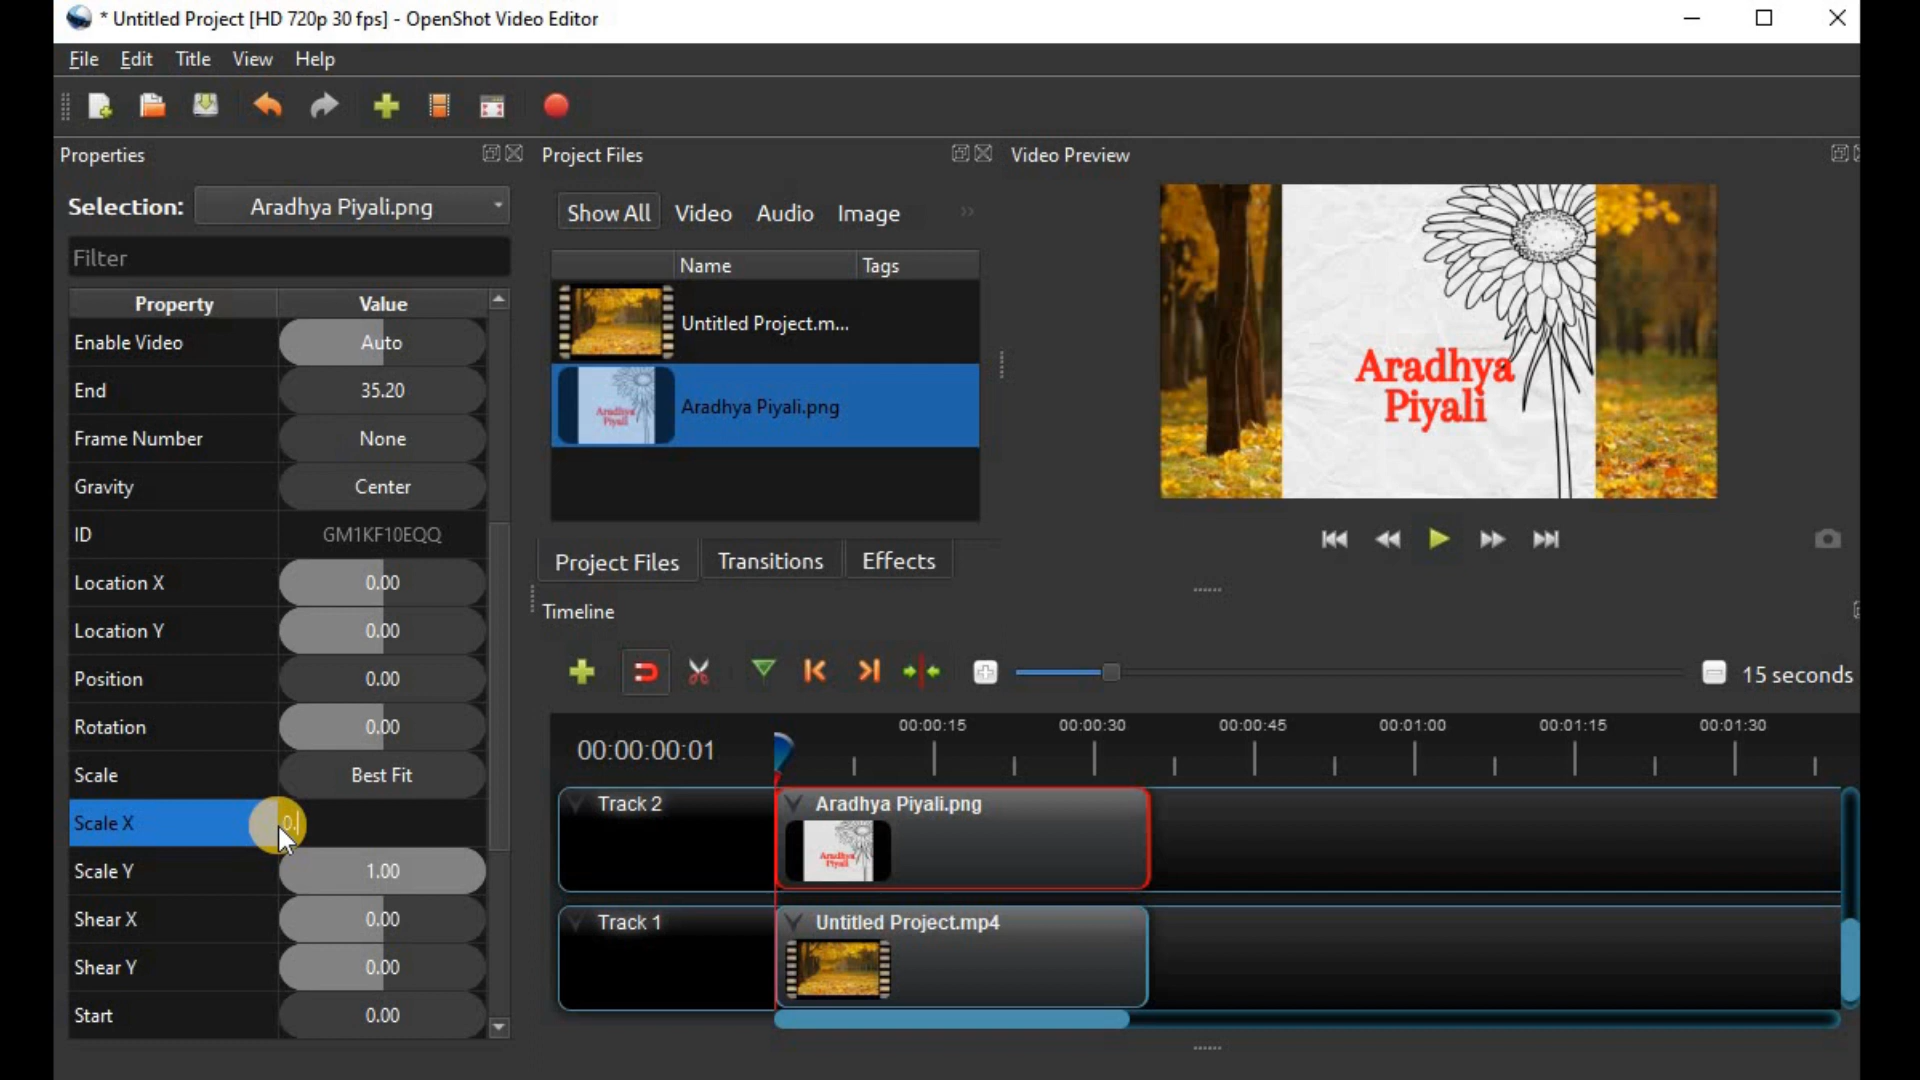 * Untitled Project [HD 720p 30 fps] - OpenShot Video Editor
File Edit Title View Help
Properties
Selection: Aradhya Piyali.png
Filter
Property Value
Enable Video Auto
End 35.20
Frame Number None
Gravity Center
ID GM1KF10EQQ
Location X 0.00
Location Y 0.00
Position 0.00
Rotation 0.00
Scale Best Fit
Scale X 0.
Scale Y 1.00
Shear X 0.00
Shear Y 0.00
Start 0.00
Project Files
Show All Video Audio Image
Name Tags
Untitled Project.m...
Aradhya Piyali.png
Project Files Transitions Effects
Video Preview
Aradhya
Piyali
Timeline
15 seconds
00:00:00:01
00:00:15 00:00:30 00:00:45 00:01:00 00:01:15 00:01:30
Track 2 Aradhya Piyali.png
Aradhya
Piyali
Track 1 Untitled Project.mp4